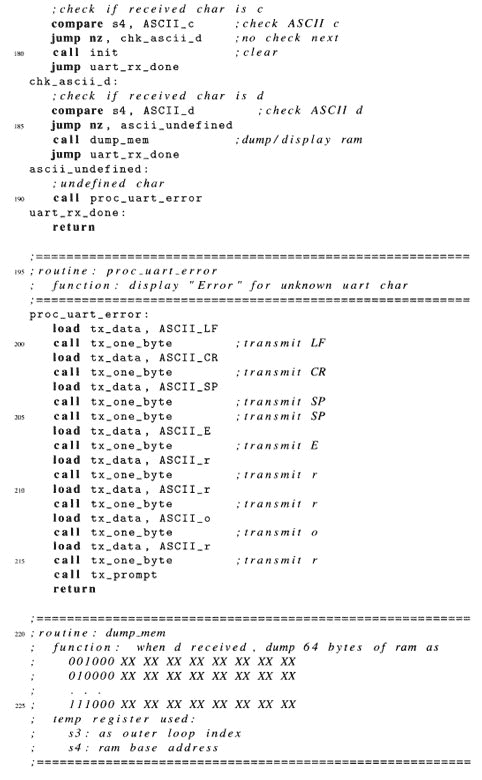 ;check if received char is c
compare s4, ASCII_c ;check ASCII c
jump nz, chk_ascii_d ;no check next
180 call init ;clear
jump uart_rx_done
chk_ascii_d:
;check if received char is d
compare s4, ASCII_d ;check ASCII d
185 jump nz, ascii_undefined
call dump_mem ;dump/display ram
jump uart_rx_done
ascii_undefined:
;undefined char
190 call proc_uart_error
uart_rx_done:
return
;=====================================================
195 ;routine: proc_uart_error
; function: display "Error" for unknown uart char
;=====================================================
proc_uart_error:
load tx_data, ASCII_LF
200 call tx_one_byte ;transmit LF
load tx_data, ASCII_CR
call tx_one_byte ;transmit CR
load tx_data, ASCII_SP
call tx_one_byte ;transmit SP
205 call tx_one_byte ;transmit SP
load tx_data, ASCII_E
call tx_one_byte ;transmit E
load tx_data, ASCII_r
call tx_one_byte ;transmit r
210 load tx_data, ASCII_r
call tx_one_byte ;transmit r
load tx_data, ASCII_o
call tx_one_byte ;transmit o
load tx_data, ASCII_r
215 call tx_one_byte ;transmit r
call tx_prompt
return
;=====================================================
220 ;routine: dump_mem
; function: when d received, dump 64 bytes of ram as
; 001000 XX XX XX XX XX XX XX XX
; 010000 XX XX XX XX XX XX XX XX
; . . .
225 ; 111000 XX XX XX XX XX XX XX XX
; temp register used:
; s3: as outer loop index
; s4: ram base address
;=====================================================